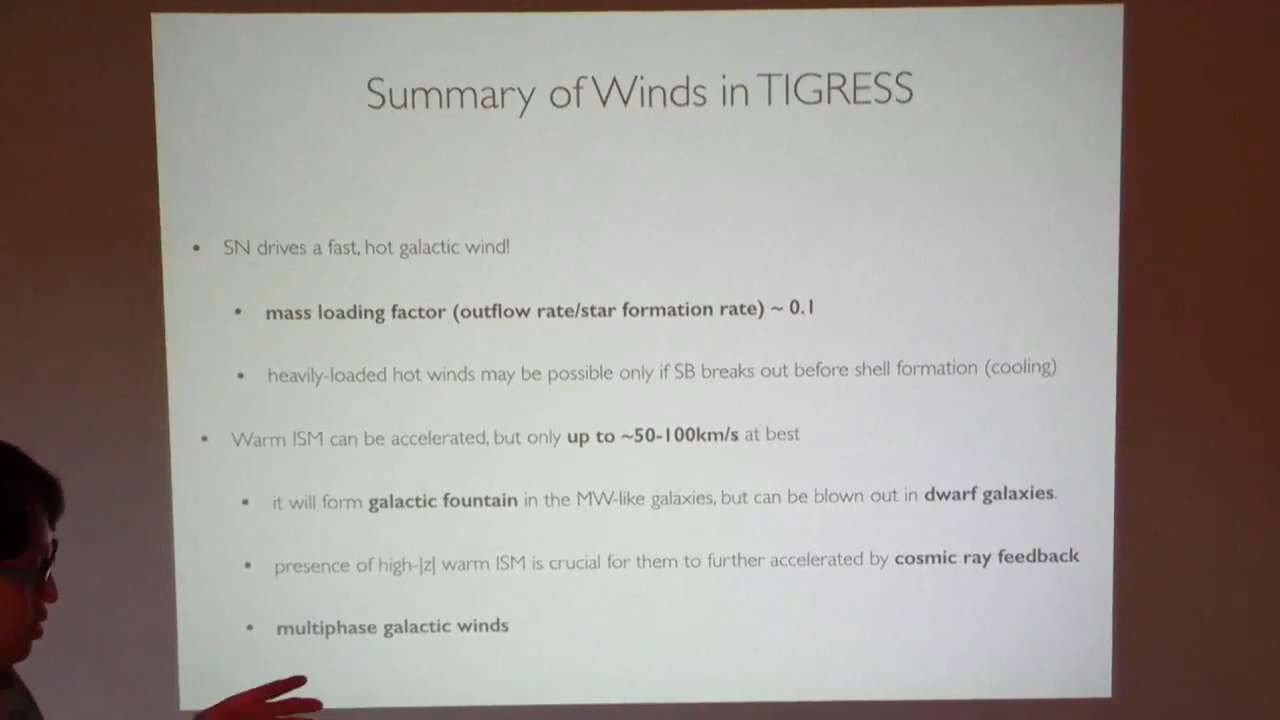 Summary of Winds in TIGRESS
• SN drives a fast, hot galactic wind!
• mass loading factor (outflow rate/star formation rate) ~ 0.1
• heavily-loaded hot winds may be possible only if SB breaks out before shell formation (cooling)
• Warm ISM can be accelerated, but only up to ~50-100km/s at best
• it will form galactic fountain in the MW-like galaxies, but can be blown out in dwarf galaxies.
• presence of high-|z| warm ISM is crucial for them to further accelerated by cosmic ray feedback
• multiphase galactic winds